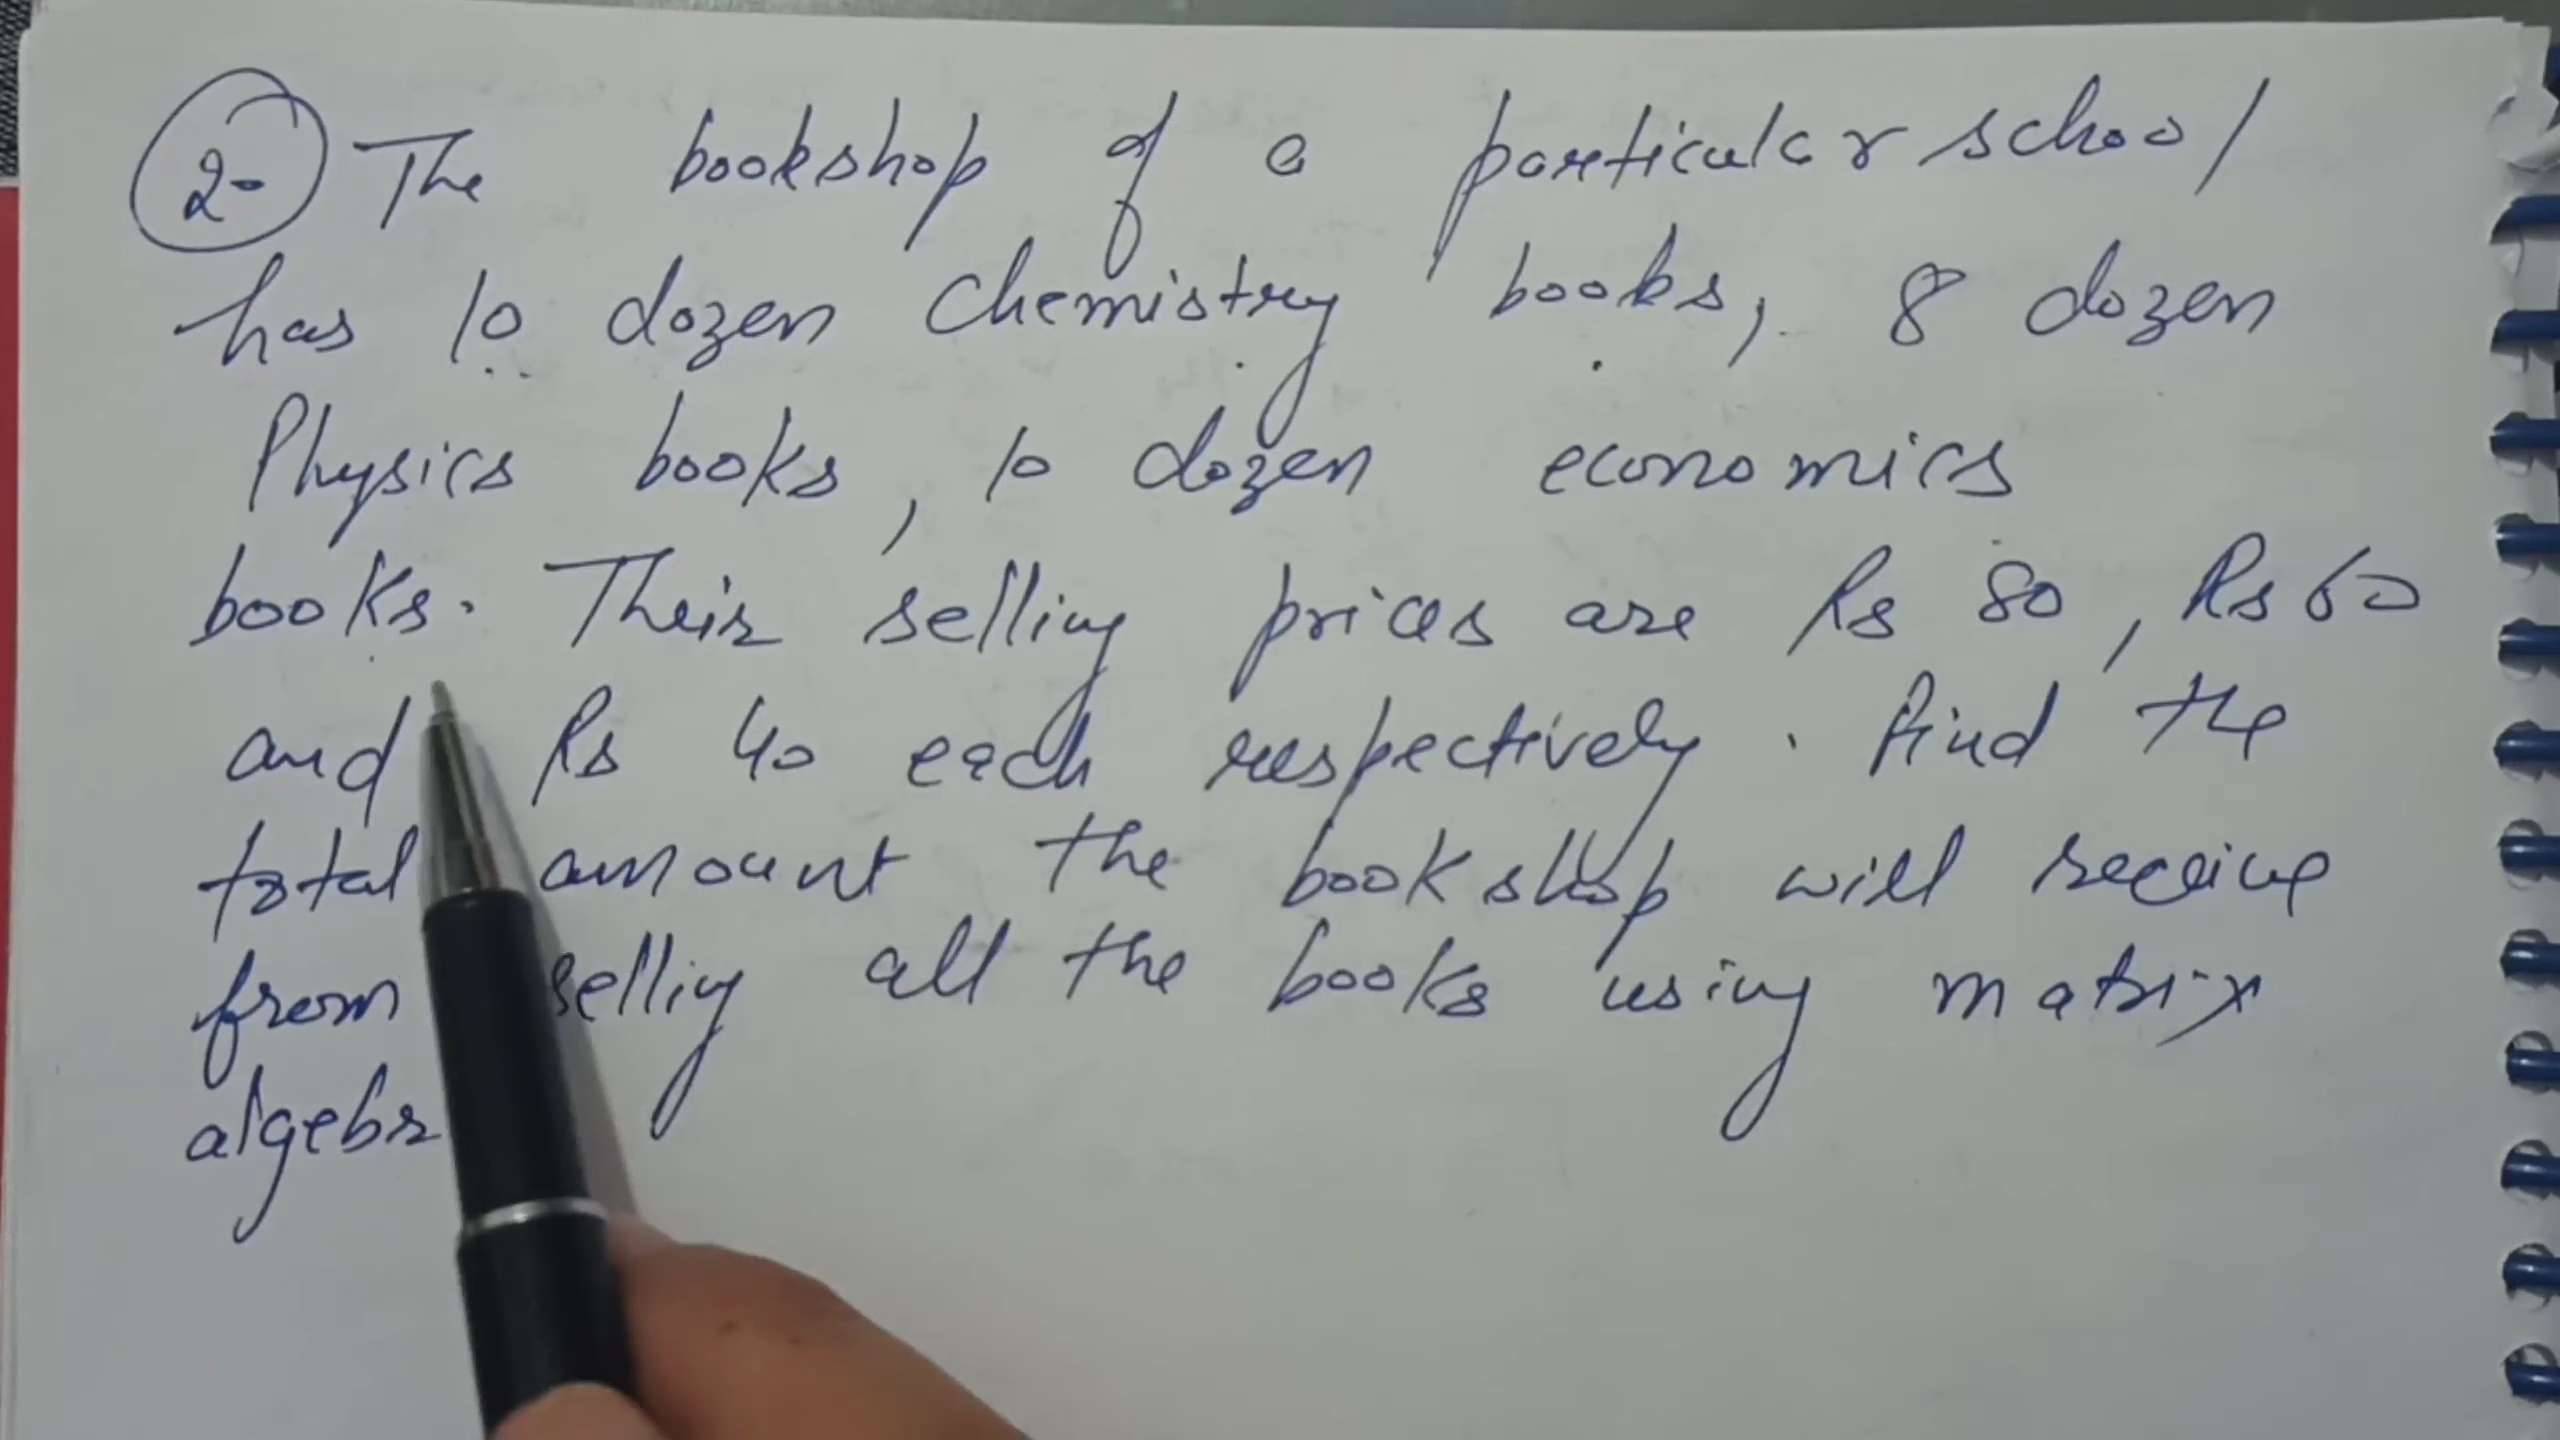 2- The bookshop of a particular school
has 10 dozen chemistry books, 8 dozen
Physics books, 10 dozen economics
books. Their selling prices are Rs 80, Rs 60
and Rs 40 each respectively. find the
total amount the bookshop will receive
from selling all the books using matrix
algebr